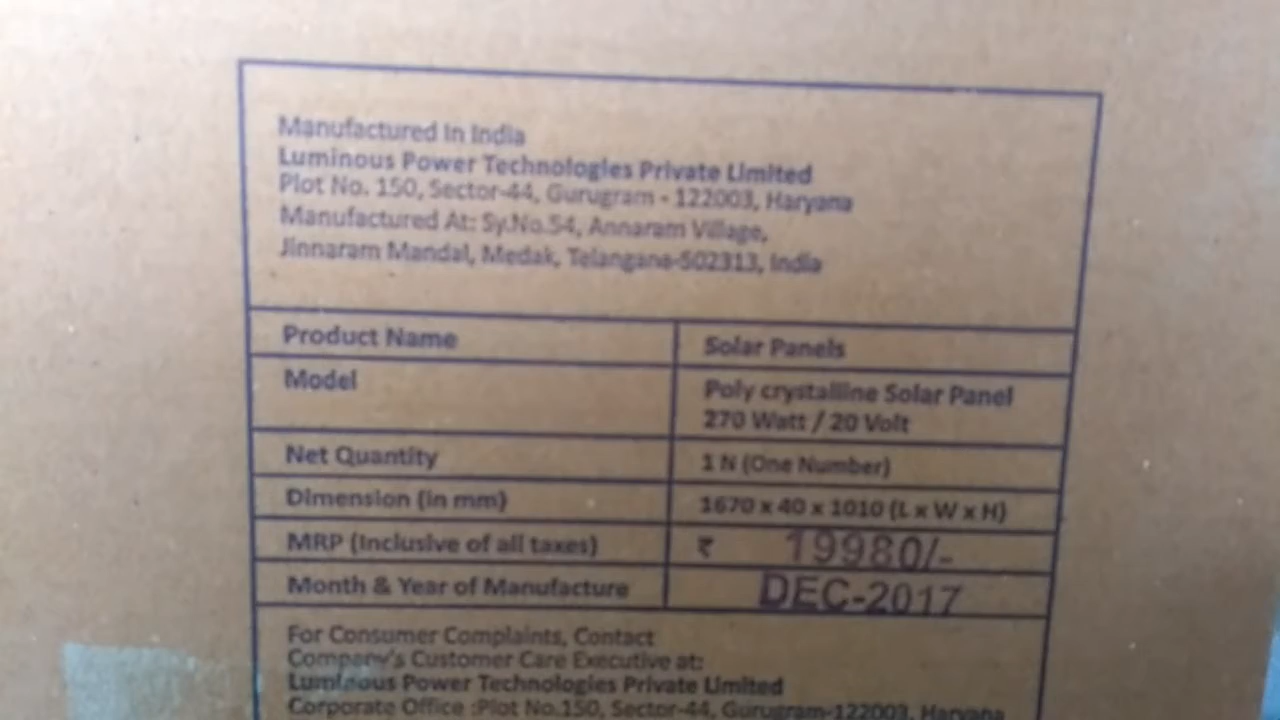 Manufactured In India
Luminous Power Technologies Private Limited
Plot No. 150, Sector-44, Gurugram - 122003, Haryana
Manufactured At: Sy.No.54, Annaram Village,
Jinnaram Mandal, Medak, Telangana-502313, India
Product Name Solar Panels
Model Poly crystalline Solar Panel
270 Watt / 20 Volt
Net Quantity 1 N (One Number)
Dimension (in mm) 1670 x 40 x 1010 (L x W x H)
MRP (Inclusive of all taxes) ₹ 19980/-
Month & Year of Manufacture DEC-2017
For Consumer Complaints, Contact
Company's Customer Care Executive at:
Luminous Power Technologies Private Limited
Corporate Office :Plot No.150, Sector-44, Gurugram-122003, Haryana